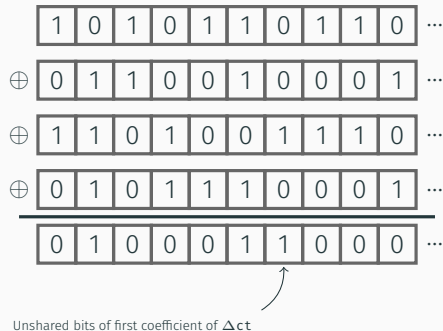 1 0 1 0 1 1 0 1 1 0 ...
⊕ 0 1 1 0 0 1 0 0 0 1 ...
⊕ 1 1 0 1 0 0 1 1 1 0 ...
⊕ 0 1 0 1 1 1 0 0 0 1 ...
0 1 0 0 0 1 1 0 0 0 ...
Unshared bits of first coefficient of Δct